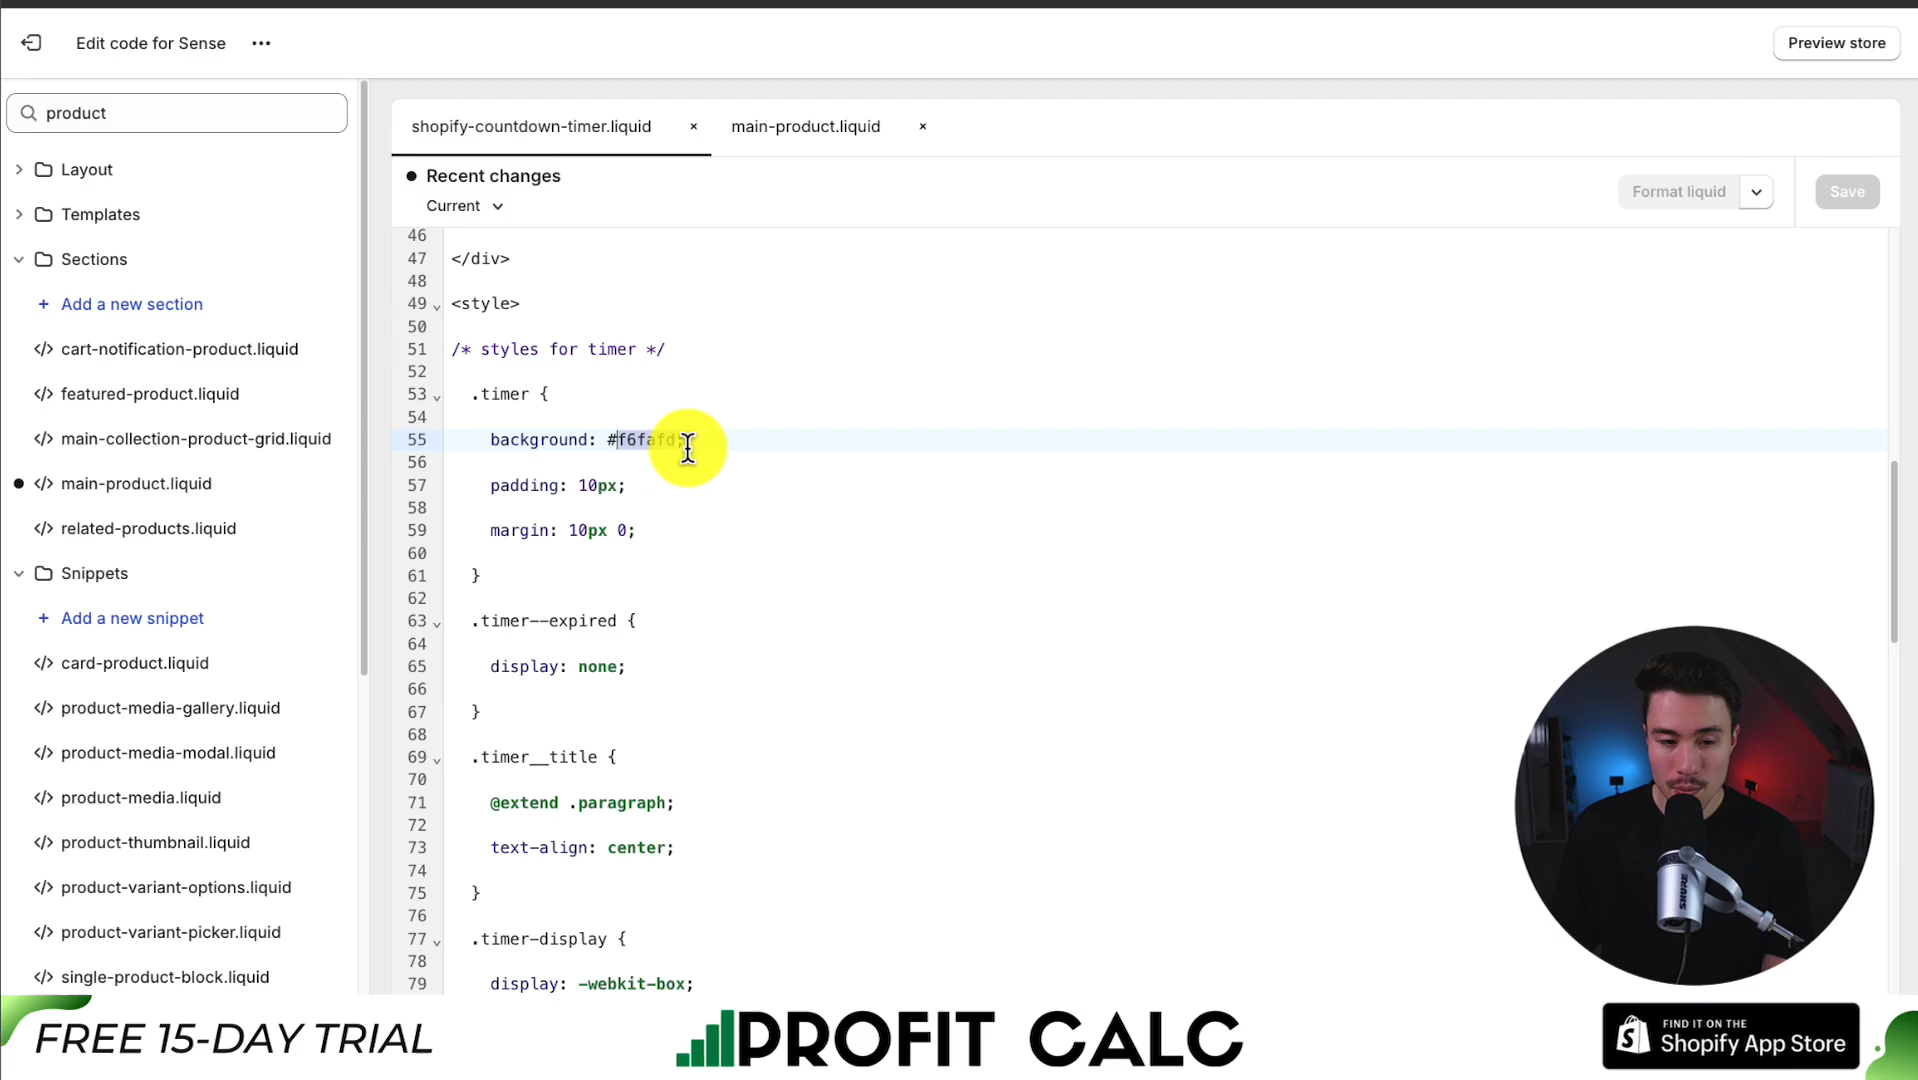 Edit code for Sense
Preview store
product
Layout
Templates
Sections
+ Add a new section
cart-notification-product.liquid
featured-product.liquid
main-collection-product-grid.liquid
main-product.liquid
related-products.liquid
Snippets
+ Add a new snippet
card-product.liquid
product-media-gallery.liquid
product-media-modal.liquid
product-media.liquid
product-thumbnail.liquid
product-variant-options.liquid
product-variant-picker.liquid
single-product-block.liquid
shopify-countdown-timer.liquid ×
main-product.liquid ×
Recent changes
Current
Format liquid
Save
46
47 </div>
48
49 <style>
50
51 /* styles for timer */
52
53 .timer {
54
55 background: #f6fafd;
56
57 padding: 10px;
58
59 margin: 10px 0;
60
61 }
62
63 .timer--expired {
64
65 display: none;
66
67 }
68
69 .timer__title {
70
71 @extend .paragraph;
72
73 text-align: center;
74
75 }
76
77 .timer-display {
78
79 display: -webkit-box;
SHURE
FREE 15-DAY TRIAL
PROFIT CALC
FIND IT ON THE
Shopify App Store